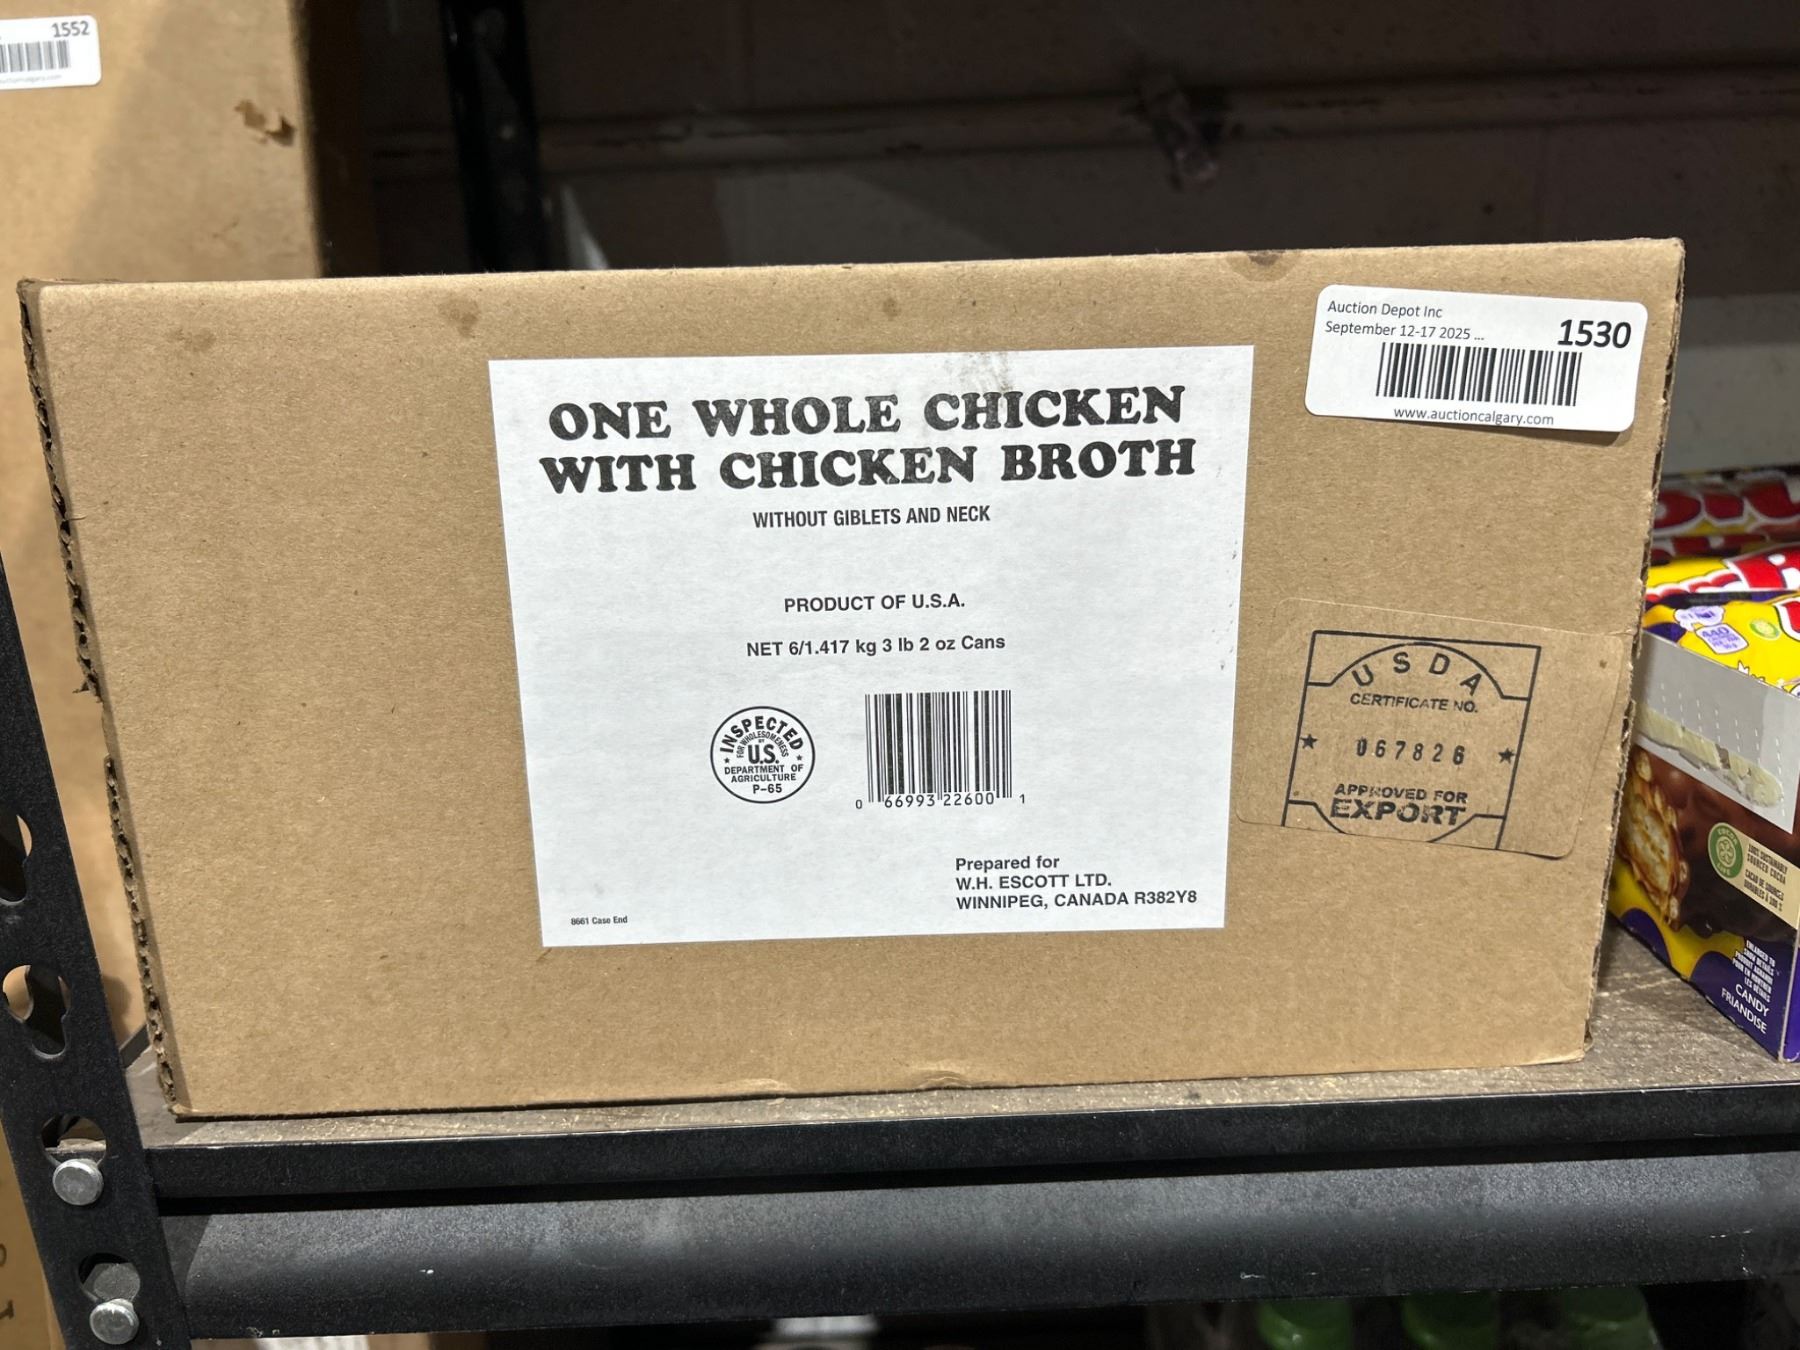 1552
Auction Depot Inc
September 12-17 2025 ...
1530
www.auctioncalgary.com
ONE WHOLE CHICKEN
WITH CHICKEN BROTH
WITHOUT GIBLETS AND NECK
PRODUCT OF U.S.A.
NET 6/1.417 kg 3 lb 2 oz Cans
INSPECTED
FOR WHOLESOMENESS
BY
U.S.
DEPARTMENT OF
AGRICULTURE
P-65
0 66993 22600 1
Prepared for
W.H. ESCOTT LTD.
WINNIPEG, CANADA R382Y8
8661 Case End
USDA
CERTIFICATE NO.
067826
APPROVED FOR
EXPORT
440
CANDY
FRIANDISE